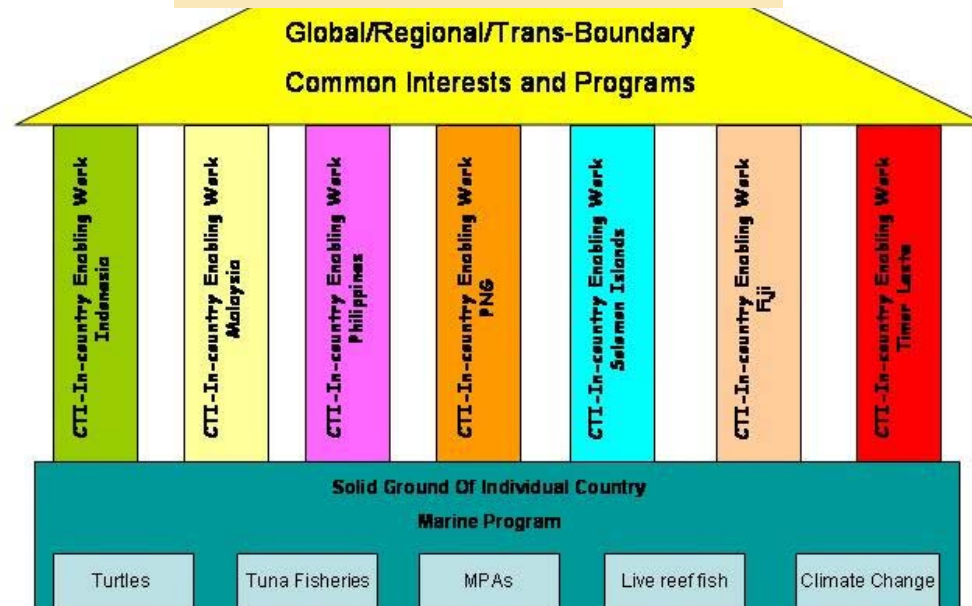 Global/Regional/Trans-Boundary
Common Interests and Programs
CTI-In-country Enabling Work
Indonesia
CTI-In-country Enabling Work
Malaysia
CTI-In-country Enabling Work
Philippines
CTI-In-country Enabling Work
PNG
CTI-In-country Enabling Work
Solomon Islands
CTI-In-country Enabling Work
Fiji
CTI-In-country Enabling Work
Timor Leste
Solid Ground Of Individual Country
Marine Program
Turtles
Tuna Fisheries
MPAs
Live reef fish
Climate Change